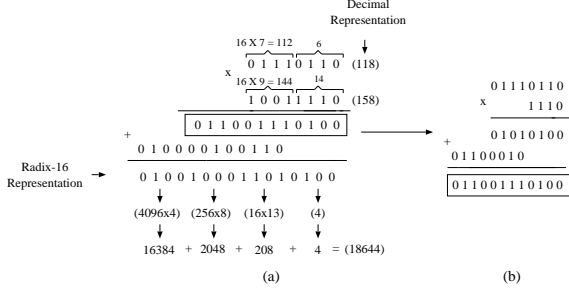 Decimal
Representation
16 X 7 = 112 6
0 1 1 1 0 1 1 0 (118)
x
16 X 9 = 144 14
1 0 0 1 1 1 1 0 (158)
0 1 1 0 0 1 1 1 0 1 0 0
+
0 1 0 0 0 0 1 0 0 1 1 0
Radix-16
Representation
0 1 0 0 1 0 0 0 1 1 0 1 0 1 0 0
(4096x4) (256x8) (16x13) (4)
16384 + 2048 + 208 + 4 = (18644)
(a)
0 1 1 1 0 1 1 0
x 1 1 1 0
0 1 0 1 0 1 0 0
+
0 1 1 0 0 0 1 0
0 1 1 0 0 1 1 1 0 1 0 0
(b)